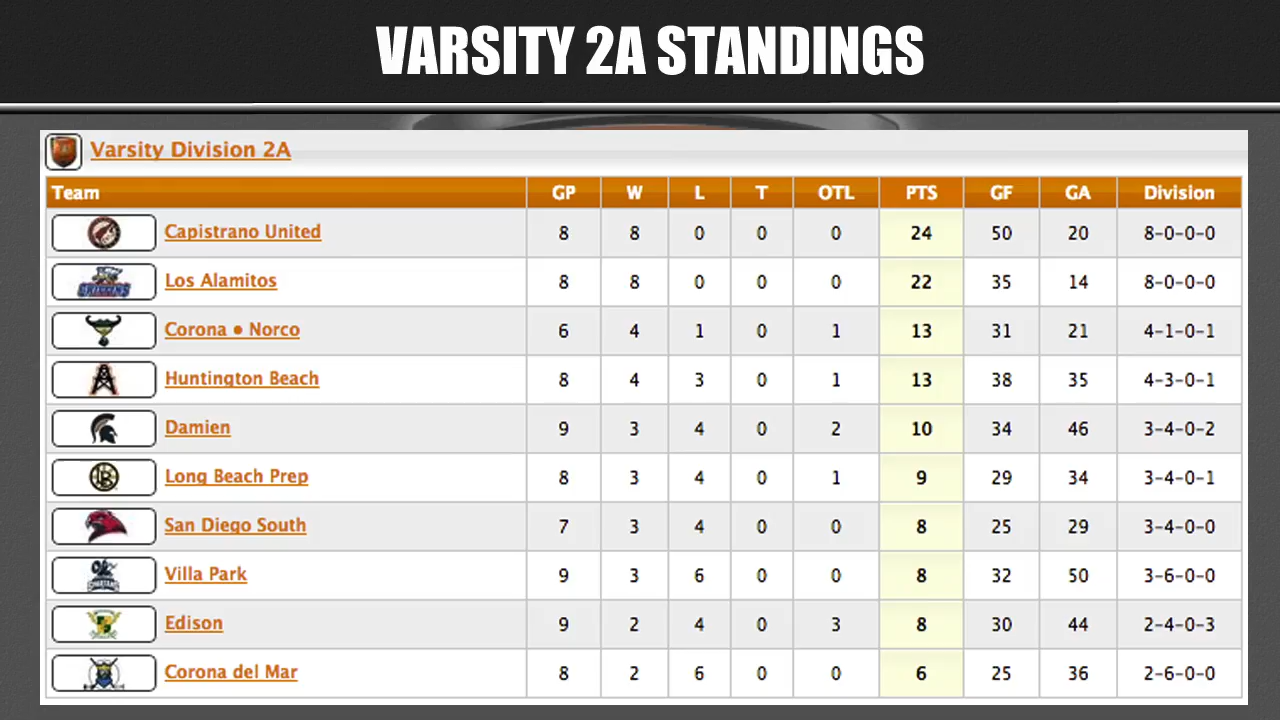 VARSITY 2A STANDINGS
Varsity Division 2A
Team GP W L T OTL PTS GF GA Division
Capistrano United 8 8 0 0 0 24 50 20 8-0-0-0
Los Alamitos 8 8 0 0 0 22 35 14 8-0-0-0
Corona • Norco 6 4 1 0 1 13 31 21 4-1-0-1
Huntington Beach 8 4 3 0 1 13 38 35 4-3-0-1
Damien 9 3 4 0 2 10 34 46 3-4-0-2
Long Beach Prep 8 3 4 0 1 9 29 34 3-4-0-1
San Diego South 7 3 4 0 0 8 25 29 3-4-0-0
Villa Park 9 3 6 0 0 8 32 50 3-6-0-0
Edison 9 2 4 0 3 8 30 44 2-4-0-3
Corona del Mar 8 2 6 0 0 6 25 36 2-6-0-0